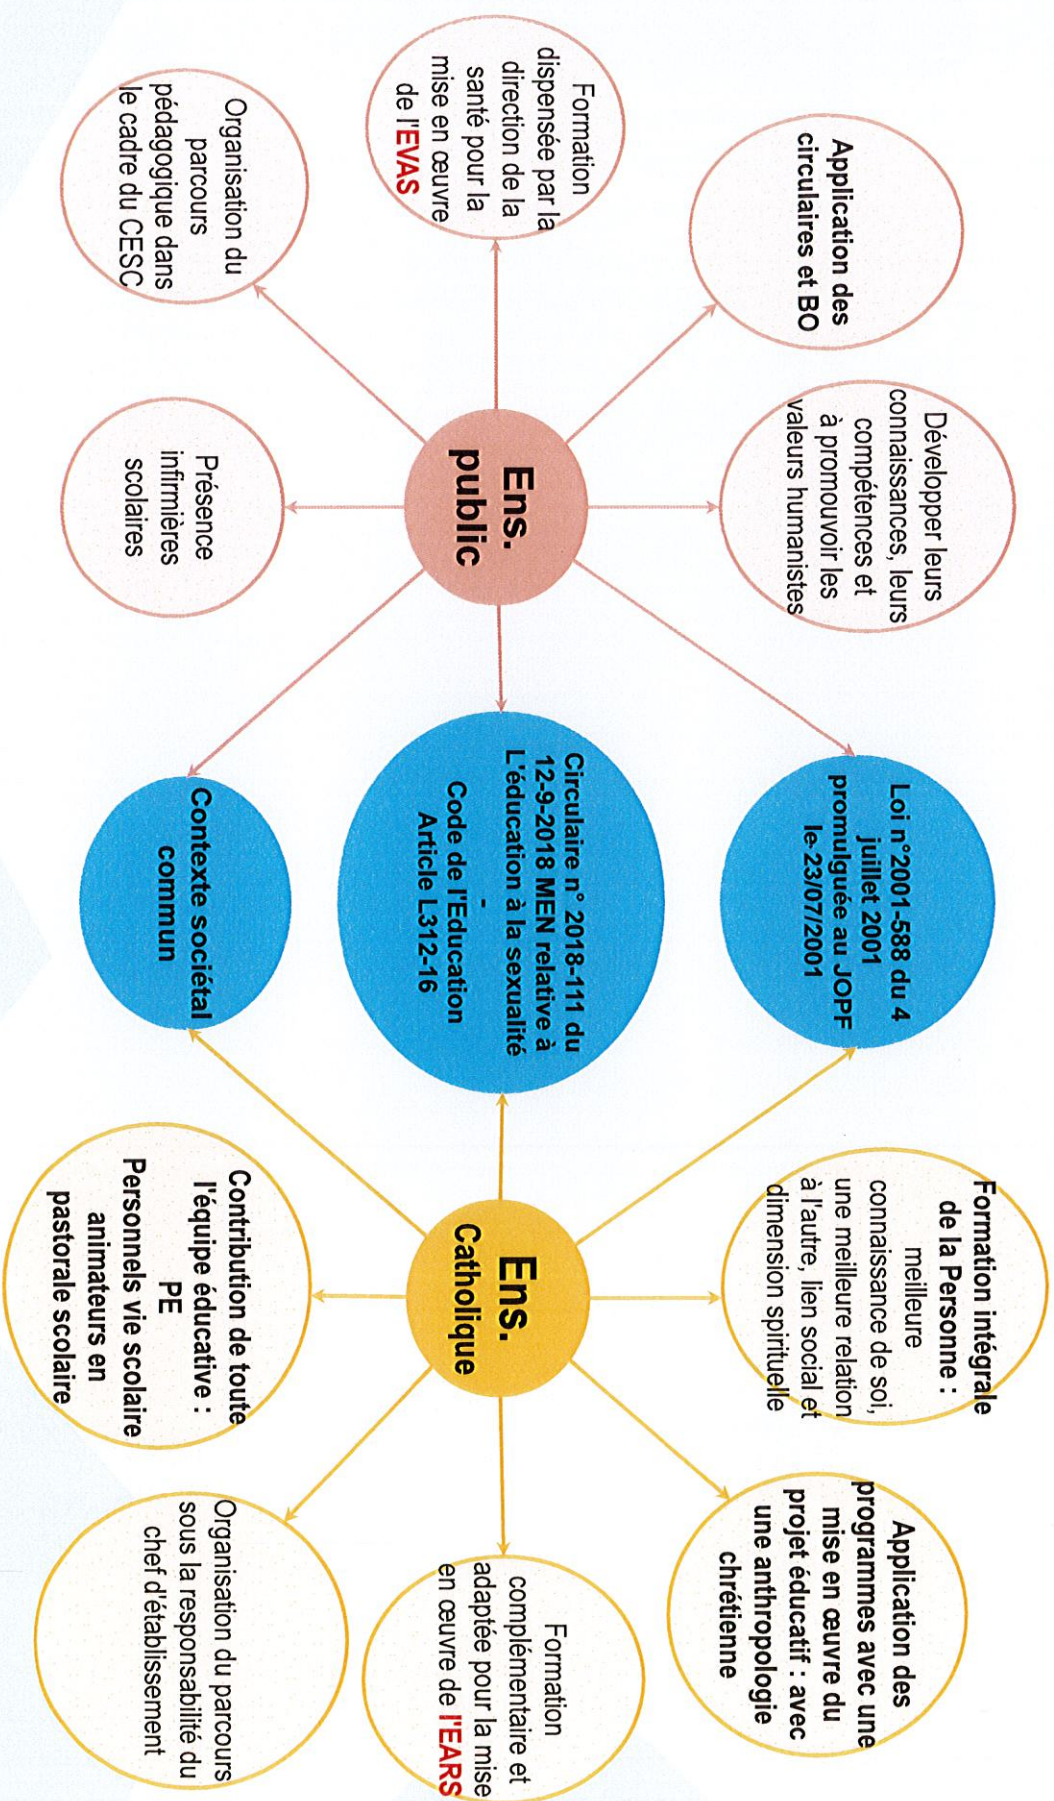 Application des
circulaires et BO
Développer leurs
connaissances, leurs
compétences et
à promouvoir les
valeurs humanistes
Loi n°2001-588 du 4
juillet 2001
promulguée au JOPF
le 23/07/2001
Formation intégrale
de la Personne :
meilleure
connaissance de soi,
une meilleure relation
à l'autre, lien social et
dimension spirituelle
Application des
programmes avec une
mise en œuvre du
projet éducatif : avec
une anthropologie
chrétienne
Formation
dispensée par la
direction de la
santé pour la
mise en œuvre
de l'EVAS
Ens.
public
Circulaire n° 2018-111 du
12-9-2018 MEN relative à
L'éducation à la sexualité
-
Code de l'Education
Article L312-16
Ens.
Catholique
Formation
complémentaire et
adaptée pour la mise
en œuvre de l'EARS
Organisation du
parcours
pédagogique dans
le cadre du CESC
Présence
infirmières
scolaires
Contexte sociétal
commun
Contribution de toute
l'équipe éducative :
PE
Personnels vie scolaire
animateurs en
pastorale scolaire
Organisation du parcours
sous la responsabilité du
chef d'établissement